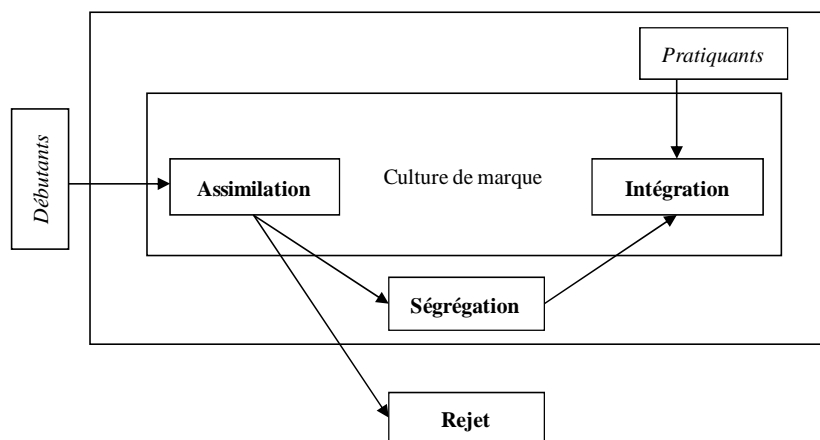 Pratiquants
Débutants
Assimilation
Culture de marque
Intégration
Ségrégation
Rejet